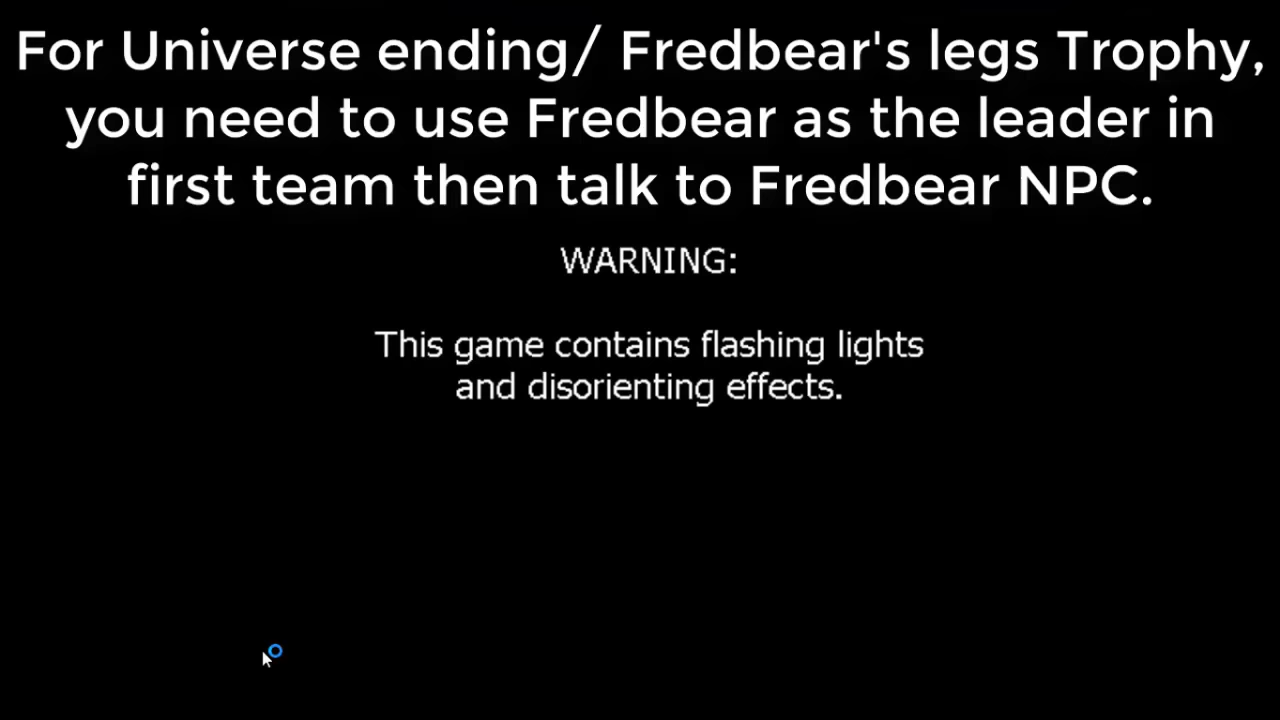 For Universe ending/ Fredbear's legs Trophy,
you need to use Fredbear as the leader in
first team then talk to Fredbear NPC.
WARNING:
This game contains flashing lights
and disorienting effects.